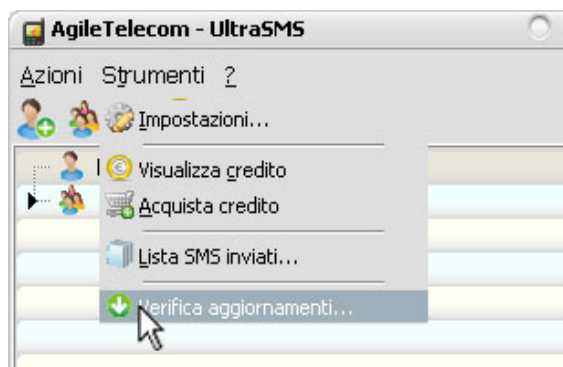 AgileTelecom - UltraSMS
Azioni Strumenti ?
Impostazioni...
Visualizza credito
Acquista credito
Lista SMS inviati...
Verifica aggiornamenti...